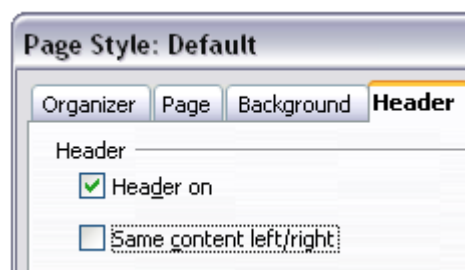 Page Style: Default
Organizer Page Background Header
Header
Header on
Same content left/right